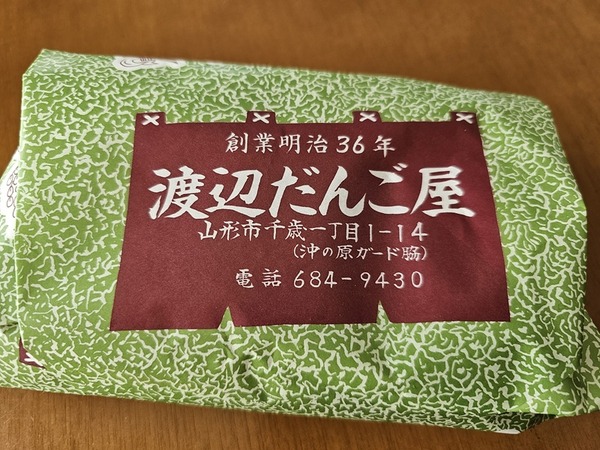 創業明治36年
渡辺だんご屋
山形市千歳一丁目1-14
(沖の原ガード脇)
電話 684-9430